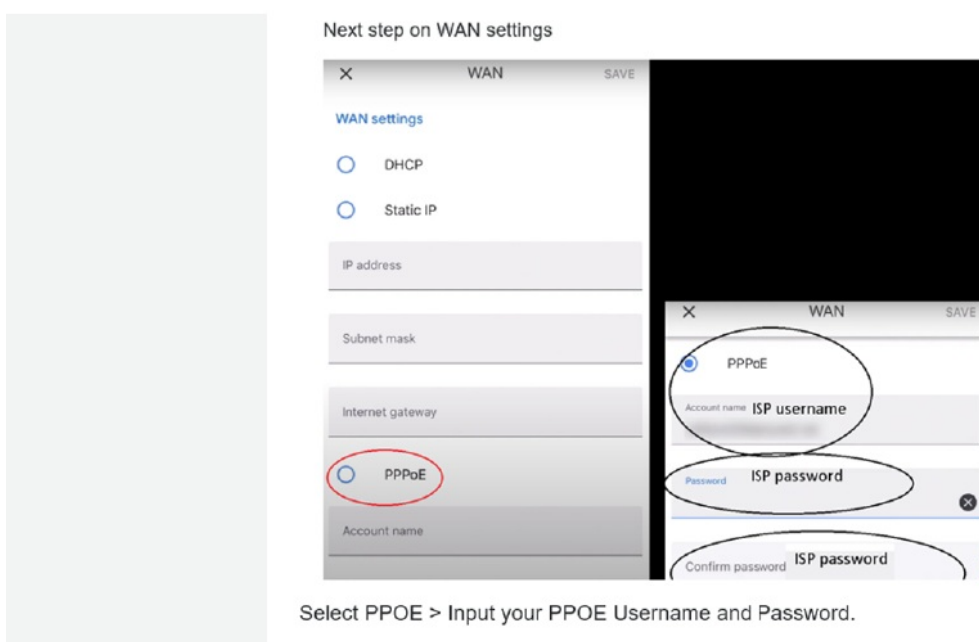 Next step on WAN settings
WAN SAVE
WAN settings
DHCP
Static IP
IP address
Subnet mask
Internet gateway
PPPoE
Account name
WAN SAVE
PPPoE
Account name ISP username
Password ISP password
Confirm password ISP password
Select PPOE > Input your PPOE Username and Password.